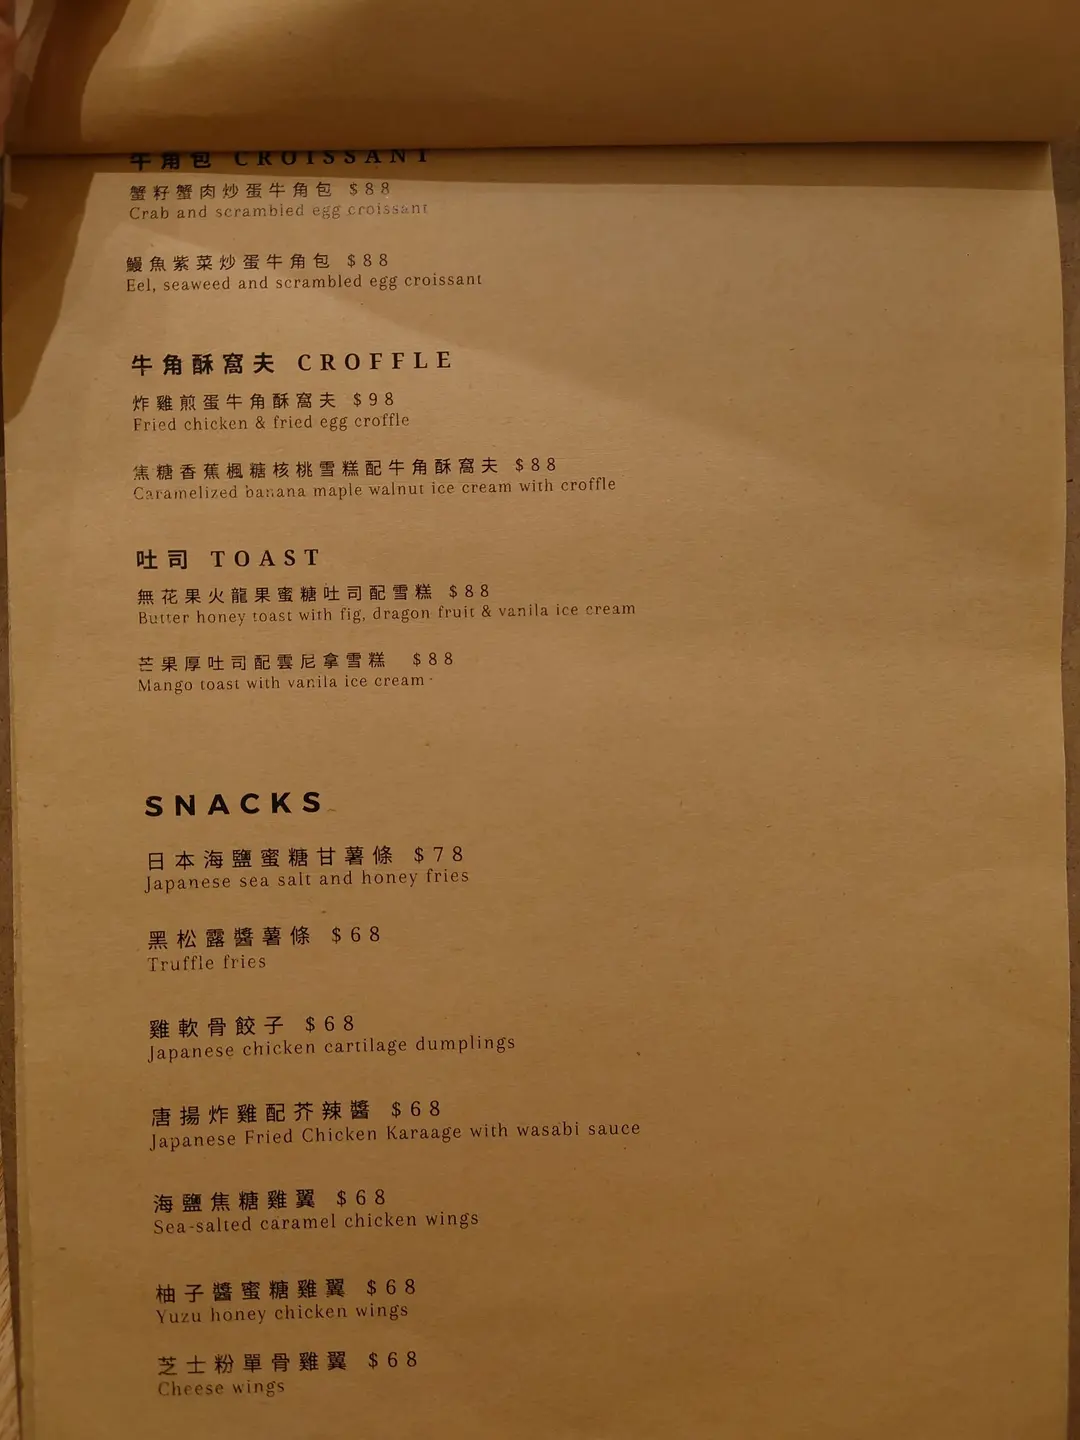 牛角包 CROISSANT
蟹籽蟹肉炒蛋牛角包 $88
Crab and scrambled egg croissant
鰻魚紫菜炒蛋牛角包 $88
Eel, seaweed and scrambled egg croissant
牛角酥窩夫 CROFFLE
炸雞煎蛋牛角酥窩夫 $98
Fried chicken & fried egg croffle
焦糖香蕉楓糖核桃雪糕配牛角酥窩夫 $88
Caramelized banana maple walnut ice cream with croffle
吐司 TOAST
無花果火龍果蜜糖吐司配雪糕 $88
Butter honey toast with fig, dragon fruit & vanila ice cream
芒果厚吐司配雲尼拿雪糕 $88
Mango toast with vanila ice cream
SNACKS
日本海鹽蜜糖甘薯條 $78
Japanese sea salt and honey fries
黑松露醬薯條 $68
Truffle fries
雞軟骨餃子 $68
Japanese chicken cartilage dumplings
唐揚炸雞配芥辣醬 $68
Japanese Fried Chicken Karaage with wasabi sauce
海鹽焦糖雞翼 $68
Sea-salted caramel chicken wings
柚子醬蜜糖雞翼 $68
Yuzu honey chicken wings
芝士粉單骨雞翼 $68
Cheese wings